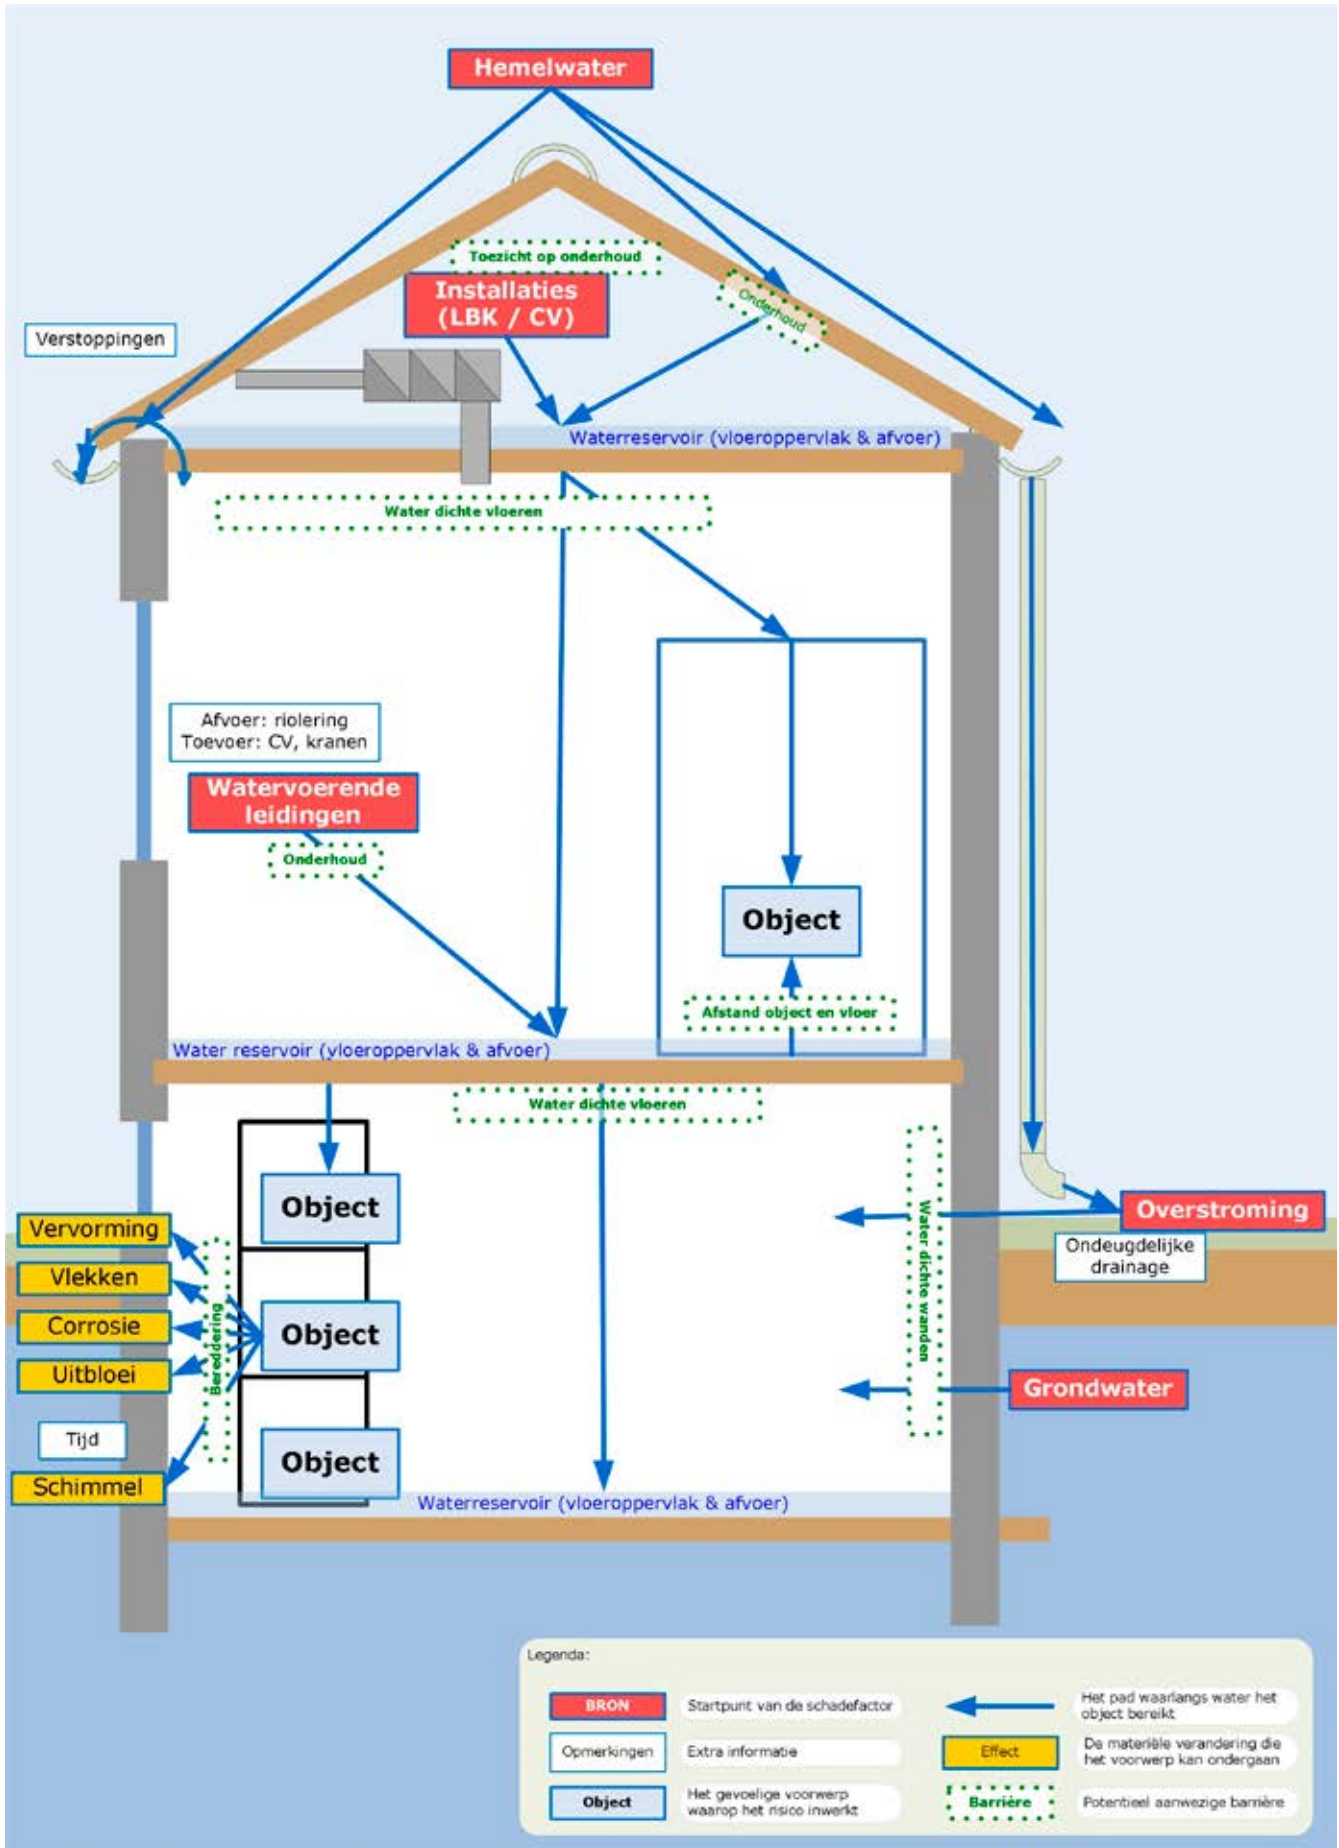 Hemelwater
Toezicht op onderhoud
Installaties
(LBK / CV)
Onderhoud
Verstoppingen
Waterreservoir (vloeroppervlak & afvoer)
Water dichte vloeren
Afvoer: riolering
Toevoer: CV, kranen
Watervoerende
leidingen
Onderhoud
Object
Afstand object en vloer
Water reservoir (vloeroppervlak & afvoer)
Water dichte vloeren
Object
Water dichte wanden
Overstroming
Ondeugdelijke
drainage
Vervorming
Vlekken
Corrosie
Uitbloei
Bereddering
Object
Grondwater
Tijd
Schimmel
Object
Waterreservoir (vloeroppervlak & afvoer)
Legenda:
BRON
Startpunt van de schadefactor
Het pad waarlangs water het
object bereikt
Opmerkingen
Extra informatie
Effect
De materiële verandering die
het voorwerp kan ondergaan
Object
Het gevoelige voorwerp
waarop het risico inwerkt
Barrière
Potentieel aanwezige barrière